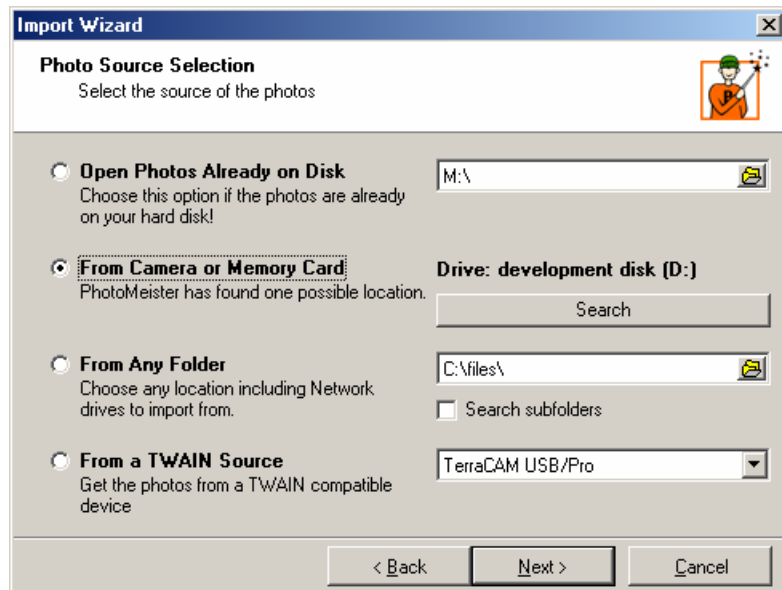 Import Wizard
Photo Source Selection
Select the source of the photos
Open Photos Already on Disk
Choose this option if the photos are already
on your hard disk!
M:\
From Camera or Memory Card
PhotoMeister has found one possible location.
Drive: development disk (D:)
Search
From Any Folder
Choose any location including Network
drives to import from.
C:\files\
Search subfolders
From a TWAIN Source
Get the photos from a TWAIN compatible
device
TerraCAM USB/Pro
< Back
Next >
Cancel